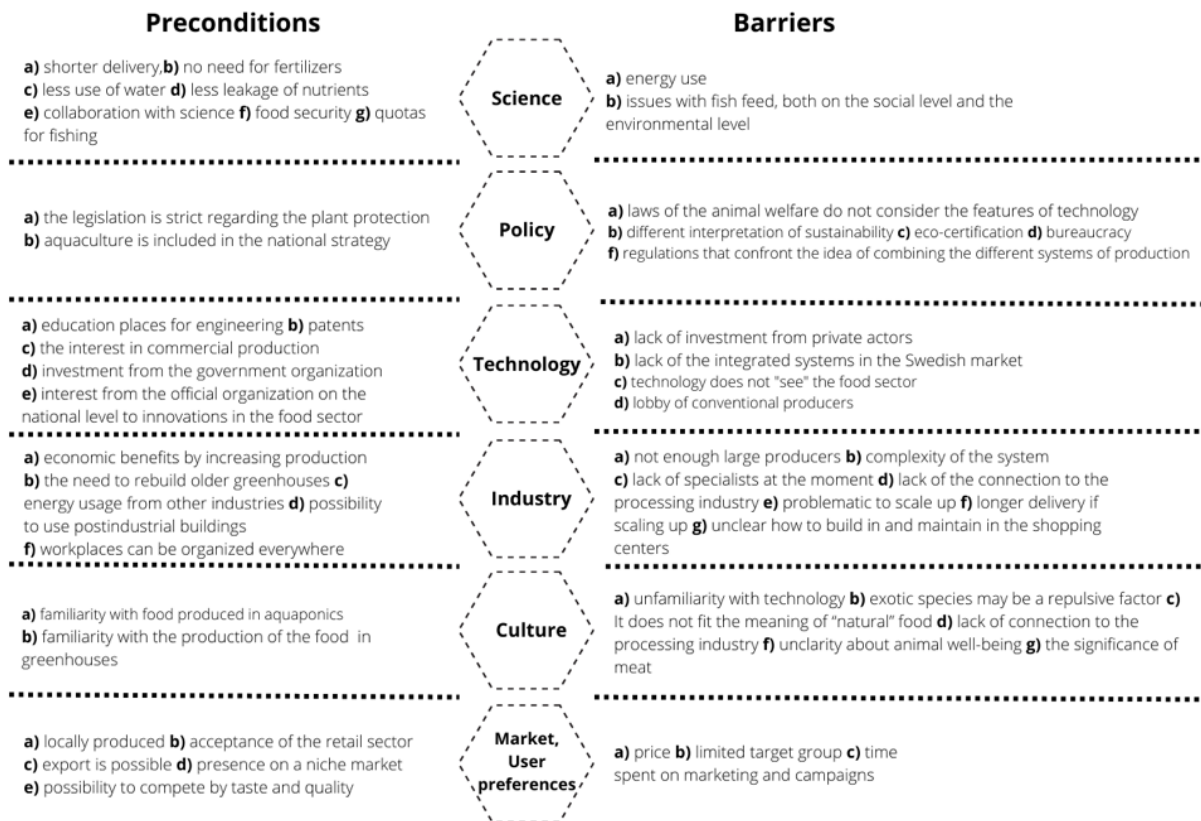 Preconditions
Barriers
a) shorter delivery,b) no need for fertilizers
c) less use of water d) less leakage of nutrients
e) collaboration with science f) food security g) quotas
for fishing
Science
a) energy use
b) issues with fish feed, both on the social level and the
environmental level
a) the legislation is strict regarding the plant protection
b) aquaculture is included in the national strategy
Policy
a) laws of the animal welfare do not consider the features of technology
b) different interpretation of sustainability c) eco-certification d) bureaucracy
f) regulations that confront the idea of combining the different systems of production
a) education places for engineering b) patents
c) the interest in commercial production
d) investment from the government organization
e) interest from the official organization on the
national level to innovations in the food sector
Technology
a) lack of investment from private actors
b) lack of the integrated systems in the Swedish market
c) technology does not "see" the food sector
d) lobby of conventional producers
a) economic benefits by increasing production
b) the need to rebuild older greenhouses c)
energy usage from other industries d) possibility
to use postindustrial buildings
f) workplaces can be organized everywhere
Industry
a) not enough large producers b) complexity of the system
c) lack of specialists at the moment d) lack of the connection to the
processing industry e) problematic to scale up f) longer delivery if
scaling up g) unclear how to build in and maintain in the shopping
centers
a) familiarity with food produced in aquaponics
b) familiarity with the production of the food in
greenhouses
Culture
a) unfamiliarity with technology b) exotic species may be a repulsive factor c)
It does not fit the meaning of “natural” food d) lack of connection to the
processing industry f) unclarity about animal well-being g) the significance of
meat
a) locally produced b) acceptance of the retail sector
c) export is possible d) presence on a niche market
e) possibility to compete by taste and quality
Market,
User
preferences
a) price b) limited target group c) time
spent on marketing and campaigns